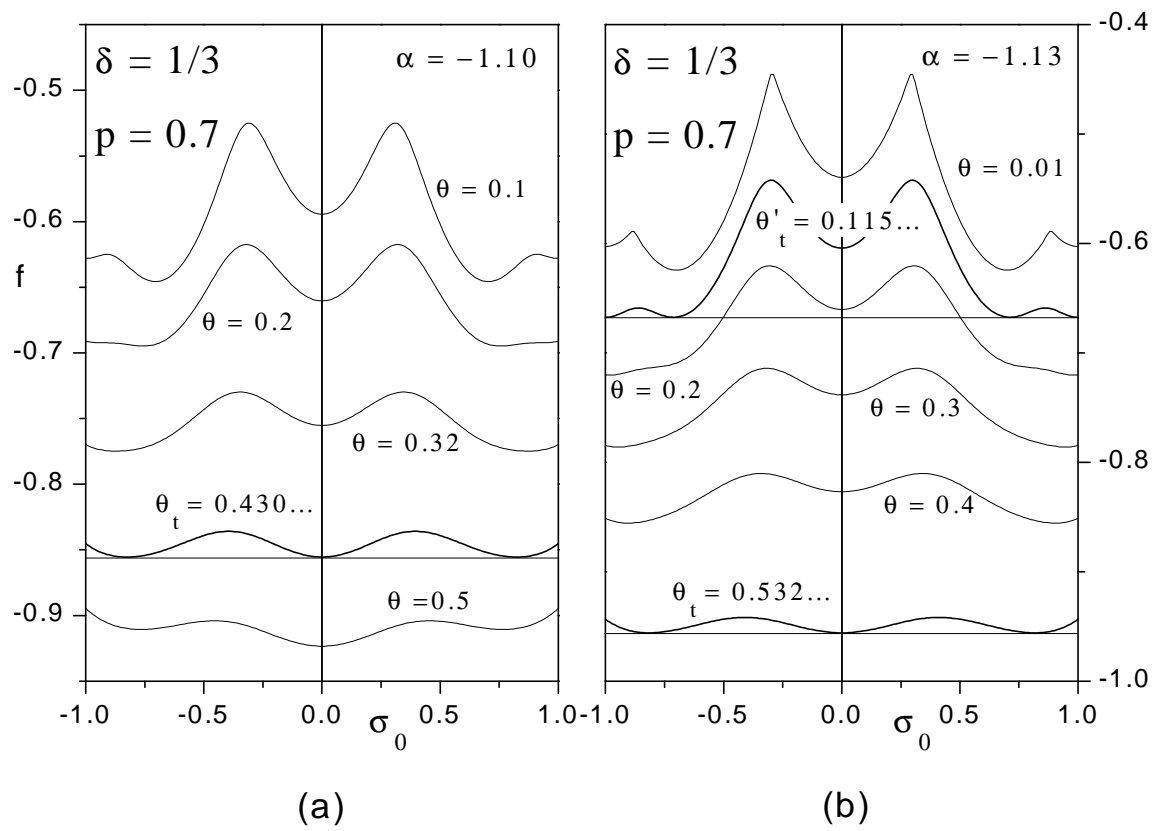 δ = 1/3
α = −1.10
p = 0.7
θ = 0.1
θ = 0.2
θ = 0.32
θt = 0.430...
θ =0.5
f
-0.5
-0.6
-0.7
-0.8
-0.9
-1.0
-0.5
0.0
0.5
1.0
σ0
(a)
δ = 1/3
α = −1.13
p = 0.7
θ = 0.01
θ't = 0.115...
θ = 0.2
θ = 0.3
θ = 0.4
θt = 0.532...
-0.4
-0.6
-0.8
-1.0
-1.0
-0.5
0.0
0.5
1.0
σ0
(b)